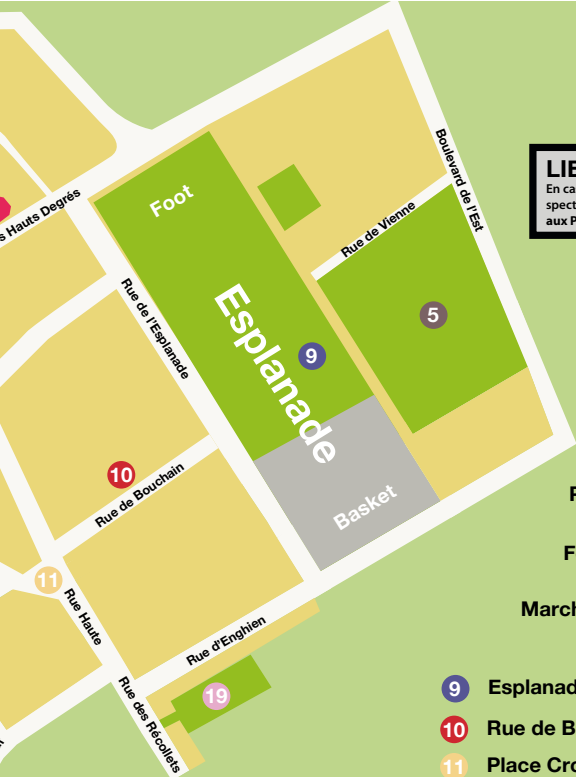 Boulevard de l'Est
LIE
En ca
spect
aux P
Foot
s Hauts Degrés
Rue de Vienne
Rue de l'Esplanade
Esplanade
5
9
10
Rue de Bouchain
Basket
11
Rue Haute
Rue d'Enghien
19
Rue des Récollets
F
March
9 Esplanad
10 Rue de B
11 Place Cro